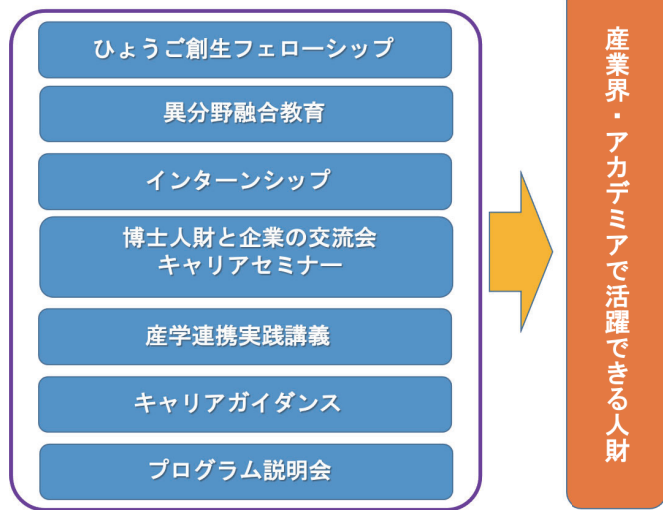 ひょうご創生フェローシップ
異分野融合教育
インターンシップ
博士人財と企業の交流会
キャリアセミナー
産学連携実践講義
キャリアガイダンス
プログラム説明会
産業界・アカデミアで活躍できる人財